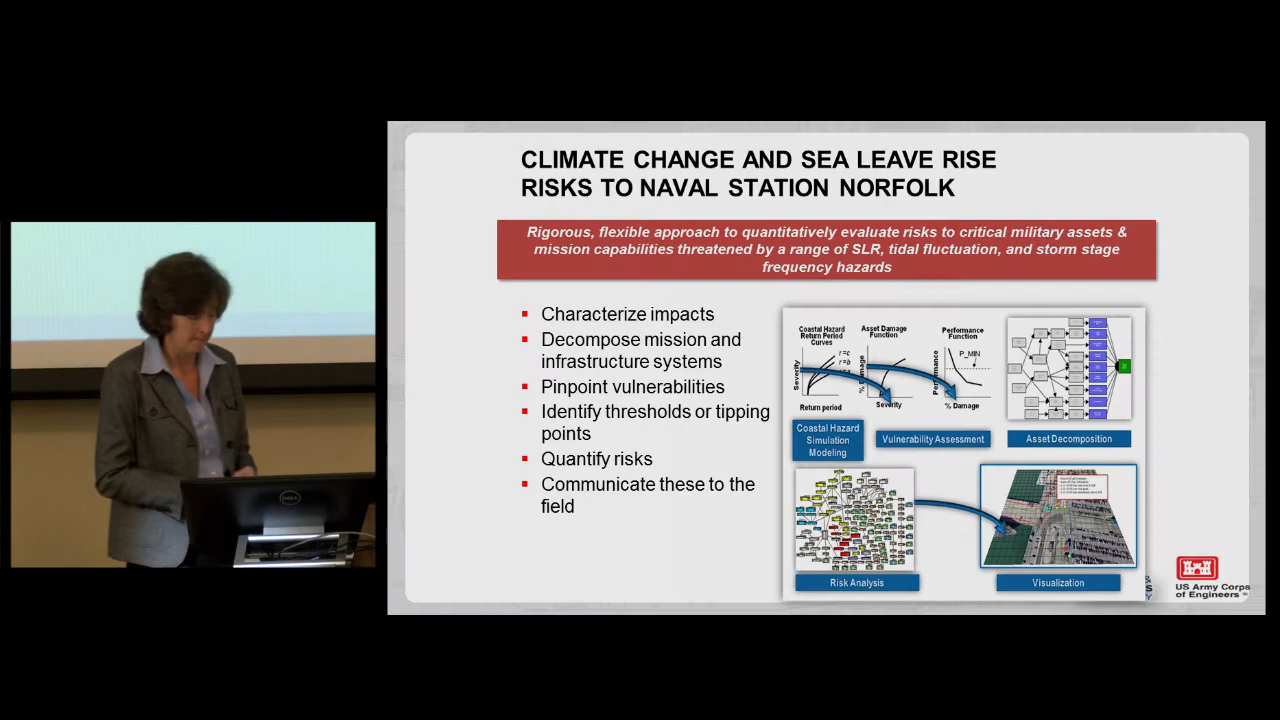 CLIMATE CHANGE AND SEA LEAVE RISE
RISKS TO NAVAL STATION NORFOLK
Rigorous, flexible approach to quantitatively evaluate risks to critical military assets &
mission capabilities threatened by a range of SLR, tidal fluctuation, and storm stage
frequency hazards
Characterize impacts
Decompose mission and
infrastructure systems
Pinpoint vulnerabilities
Identify thresholds or tipping
points
Quantify risks
Communicate these to the
field
Coastal Hazard
Return Period
Curves
Severity
r = c
r = b
Return period
Asset Damage
Function
% Damage
Severity
Performance
Function
Performance
P_MIN
% Damage
Coastal Hazard
Simulation
Modeling
Vulnerability Assessment
Asset Decomposition
Risk Analysis
Visualization
US Army Corps
of Engineers®
DELL